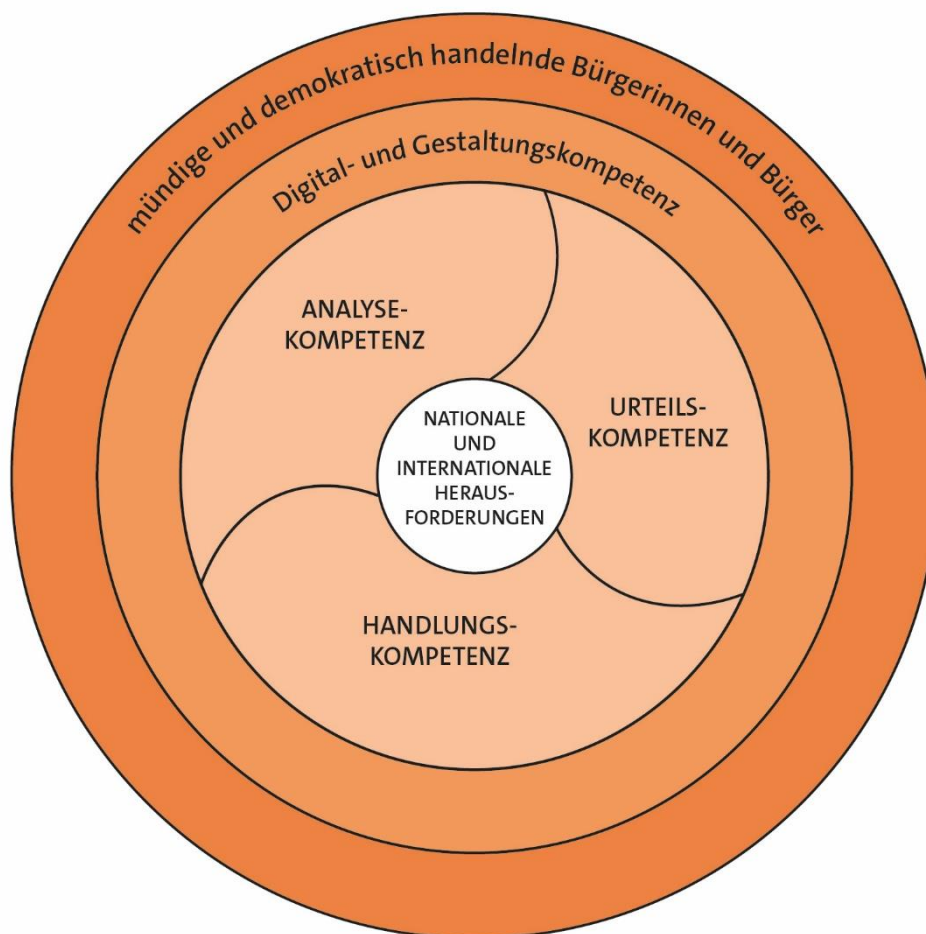 mündige und demokratisch handelnde Bürgerinnen und Bürger
Digital- und Gestaltungskompetenz
ANALYSE-
KOMPETENZ
URTEILS-
KOMPETENZ
NATIONALE
UND
INTERNATIONALE
HERAUS-
FORDERUNGEN
HANDLUNGS-
KOMPETENZ